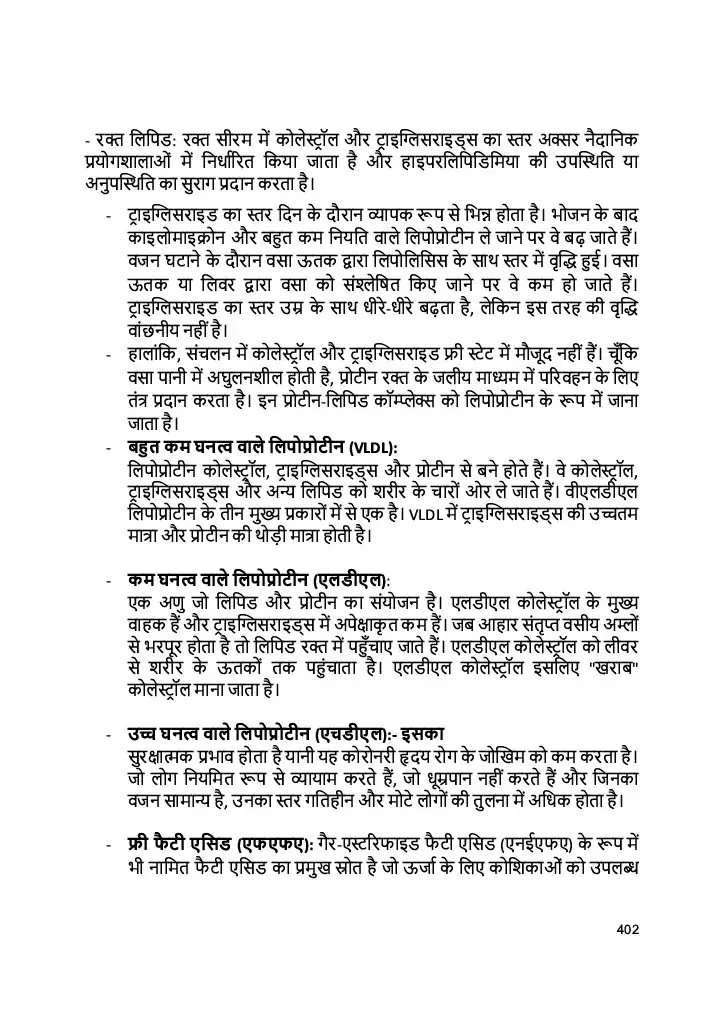 - रक्त लिपिड: रक्त सीरम में कोलेस्ट्रॉल और ट्राइग्लिसराइड्स का स्तर अक्सर नैदानिक
प्रयोगशालाओं में निर्धारित किया जाता है और हाइपरलिपिडिमिया की उपस्थिति या
अनुपस्थिति का सुराग प्रदान करता है।
- ट्राइग्लिसराइड का स्तर दिन के दौरान व्यापक रूप से भिन्न होता है। भोजन के बाद
काइलोमाइक्रोन और बहुत कम नियति वाले लिपोप्रोटीन ले जाने पर वे बढ़ जाते हैं।
वजन घटाने के दौरान वसा ऊतक द्वारा लिपोलिसिस के साथ स्तर में वृद्धि हुई। वसा
ऊतक या लिवर द्वारा वसा को संश्लेषित किए जाने पर वे कम हो जाते हैं।
ट्राइग्लिसराइड का स्तर उम्र के साथ धीरे-धीरे बढ़ता है, लेकिन इस तरह की वृद्धि
वांछनीय नहीं है।
- हालांकि, संचलन में कोलेस्ट्रॉल और ट्राइग्लिसराइड फ्री स्टेट में मौजूद नहीं हैं। चूँकि
वसा पानी में अघुलनशील होती है, प्रोटीन रक्त के जलीय माध्यम में परिवहन के लिए
तंत्र प्रदान करता है। इन प्रोटीन-लिपिड कॉम्प्लेक्स को लिपोप्रोटीन के रूप में जाना
जाता है।
- बहुत कम घनत्व वाले लिपोप्रोटीन (VLDL):
लिपोप्रोटीन कोलेस्ट्रॉल, ट्राइग्लिसराइड्स और प्रोटीन से बने होते हैं। वे कोलेस्ट्रॉल,
ट्राइग्लिसराइड्स और अन्य लिपिड को शरीर के चारों ओर ले जाते हैं। वीएलडीएल
लिपोप्रोटीन के तीन मुख्य प्रकारों में से एक है। VLDL में ट्राइग्लिसराइड्स की उच्चतम
मात्रा और प्रोटीन की थोड़ी मात्रा होती है।
- कम घनत्व वाले लिपोप्रोटीन (एलडीएल):
एक अणु जो लिपिड और प्रोटीन का संयोजन है। एलडीएल कोलेस्ट्रॉल के मुख्य
वाहक हैं और ट्राइग्लिसराइड्स में अपेक्षाकृत कम हैं। जब आहार संतृप्त वसीय अम्लों
से भरपूर होता है तो लिपिड रक्त में पहुँचाए जाते हैं। एलडीएल कोलेस्ट्रॉल को लीवर
से शरीर के ऊतकों तक पहुंचाता है। एलडीएल कोलेस्ट्रॉल इसलिए "खराब"
कोलेस्ट्रॉल माना जाता है।
- उच्च घनत्व वाले लिपोप्रोटीन (एचडीएल):- इसका
सुरक्षात्मक प्रभाव होता है यानी यह कोरोनरी हृदय रोग के जोखिम को कम करता है।
जो लोग नियमित रूप से व्यायाम करते हैं, जो धूम्रपान नहीं करते हैं और जिनका
वजन सामान्य है, उनका स्तर गतिहीन और मोटे लोगों की तुलना में अधिक होता है।
- फ्री फैटी एसिड (एफएफए): गैर-एस्टरिफाइड फैटी एसिड (एनईएफए) के रूप में
भी नामित फैटी एसिड का प्रमुख स्रोत है जो ऊर्जा के लिए कोशिकाओं को उपलब्ध
402